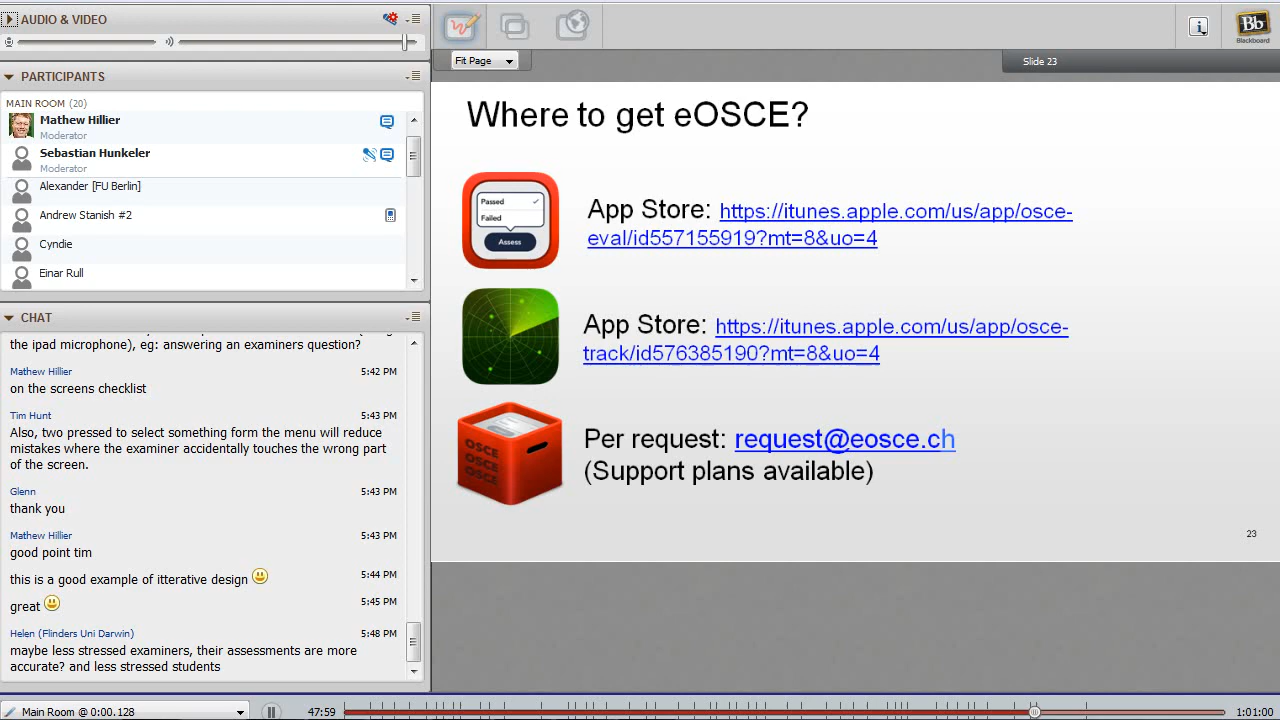 AUDIO & VIDEO
PARTICIPANTS
MAIN ROOM (20)
Mathew Hillier
Moderator
Sebastian Hunkeler
Moderator
Alexander [FU Berlin]
Andrew Stanish #2
Cyndie
Einar Rull
CHAT
the ipad microphone), eg: answering an examiners question?
Mathew Hillier 5:42 PM
on the screens checklist
Tim Hunt 5:43 PM
Also, two pressed to select something form the menu will reduce
mistakes where the examiner accidentally touches the wrong part
of the screen.
Glenn 5:43 PM
thank you
Mathew Hillier 5:43 PM
good point tim
this is a good example of itterative design 5:44 PM
great 5:45 PM
Helen (Flinders Uni Darwin) 5:48 PM
maybe less stressed examiners, their assessments are more
accurate? and less stressed students
Main Room @ 0:00.128
47:59
1:01:00
Fit Page
Slide 23
Bb
Blackboard
Where to get eOSCE?
Passed
Failed
Assess
App Store: https://itunes.apple.com/us/app/osce-
eval/id557155919?mt=8&uo=4
App Store: https://itunes.apple.com/us/app/osce-
track/id576385190?mt=8&uo=4
OSCE
OSCE
OSCE
Per request: request@eosce.ch
(Support plans available)
23